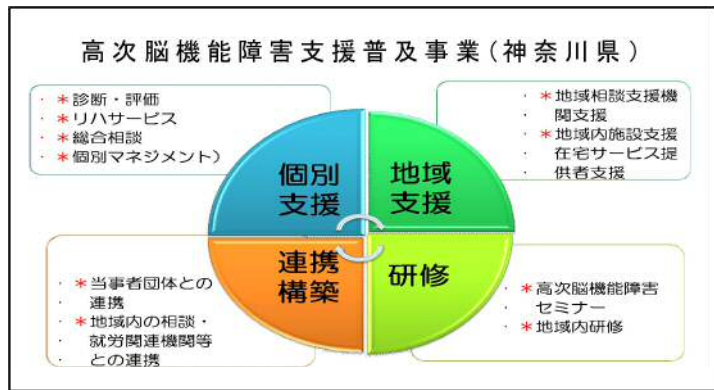 高次脳機能障害支援普及事業(神奈川県)
・＊診断・評価
・＊リハサービス
・＊総合相談
・＊個別マネジメント)
・＊地域相談支援機
・関支援
・＊地域内施設支援
・在宅サービス提
・供者支援
個別
支援
地域
支援
連携
構築
研修
・＊当事者団体との
・連携
・＊地域内の相談・
・就労関連機関等
・との連携
・＊高次脳機能障害
セミナー
・＊地域内研修